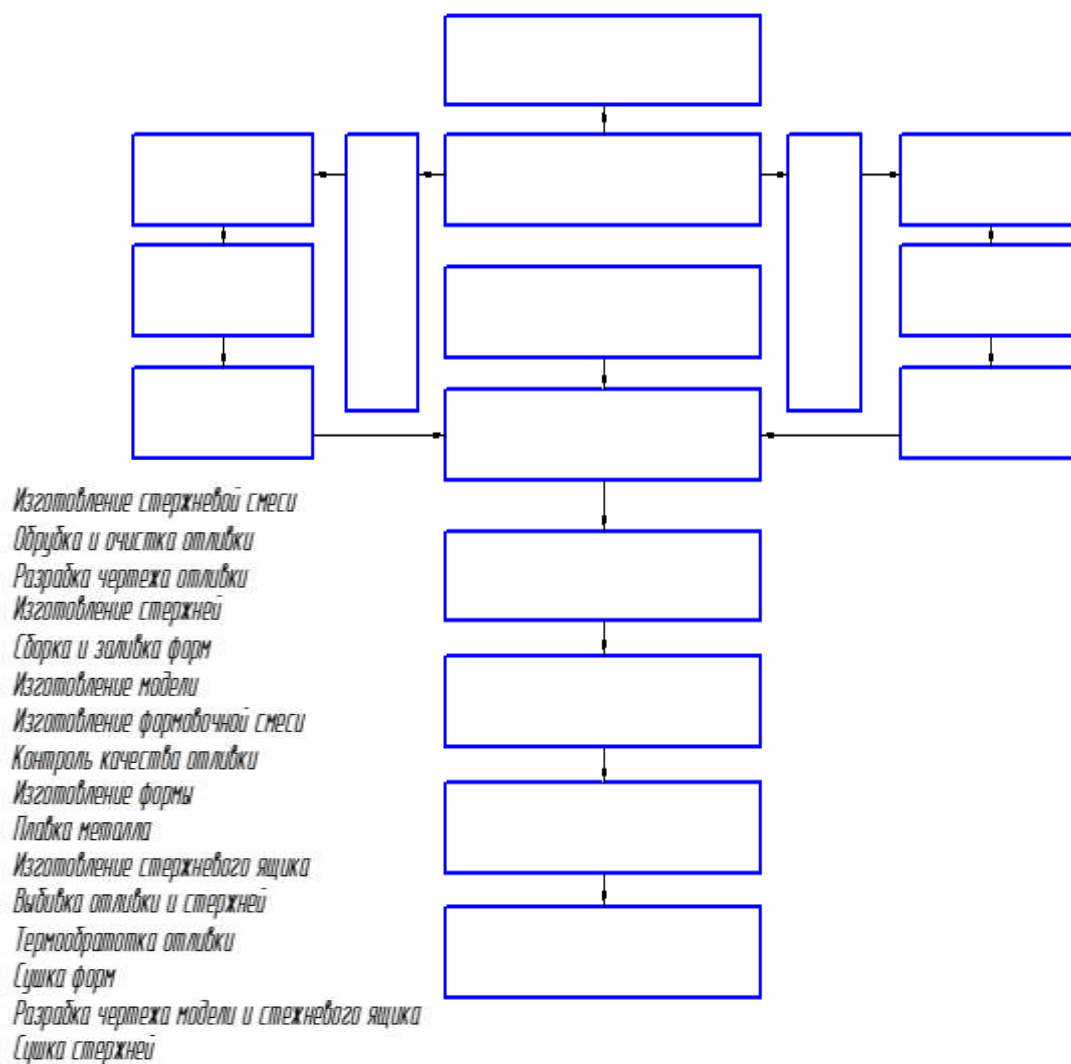 Изготовление стержневой смеси
Обрубка и очистка отливки
Разрабка чертежа отливки
Изготовление стержней
Сборка и заливка форм
Изготовление модели
Изготовление формовочной смеси
Контроль качества отливки
Изготовление формы
Плавка металла
Изготовление стержневого ящика
Выбивка отливки и стержней
Термообратотка отливки
Сушка форм
Разрабка чертежа модели и стежневого ящика
Сушка стержней